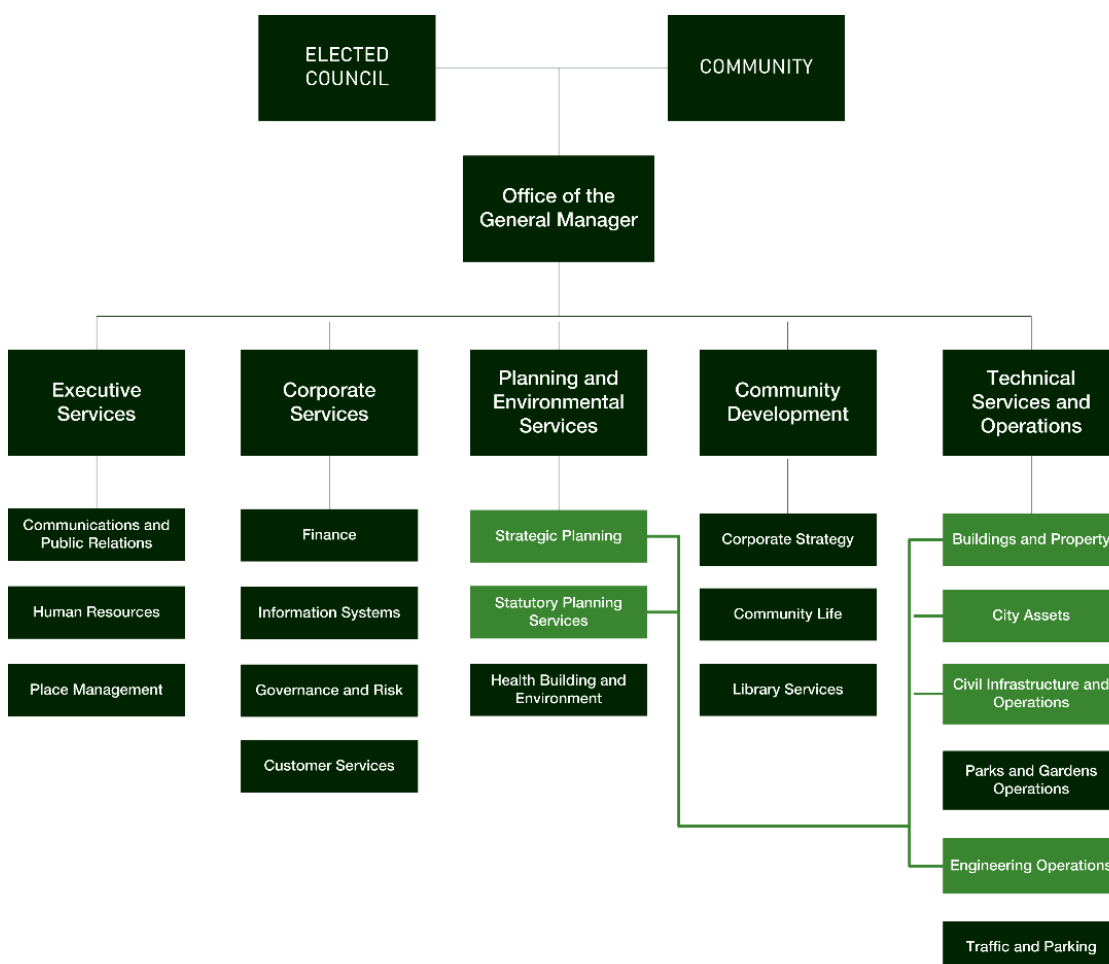 ELECTED
COUNCIL
COMMUNITY
Office of the
General Manager
Executive
Services
Corporate
Services
Planning and
Environmental
Services
Community
Development
Technical
Services and
Operations
Communications and
Public Relations
Human Resources
Place Management
Finance
Information Systems
Governance and Risk
Customer Services
Strategic Planning
Statutory Planning
Services
Health Building and
Environment
Corporate Strategy
Community Life
Library Services
Buildings and Property
City Assets
Civil Infrastructure and
Operations
Parks and Gardens
Operations
Engineering Operations
Traffic and Parking